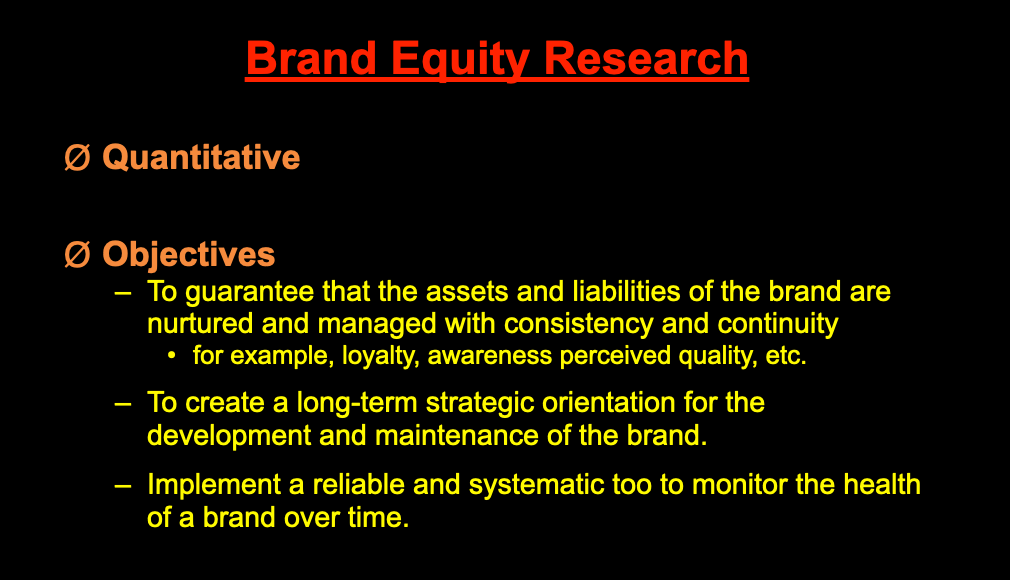 Brand Equity Research
Ø Quantitative
Ø Objectives
– To guarantee that the assets and liabilities of the brand are
nurtured and managed with consistency and continuity
• for example, loyalty, awareness perceived quality, etc.
– To create a long-term strategic orientation for the
development and maintenance of the brand.
– Implement a reliable and systematic too to monitor the health
of a brand over time.